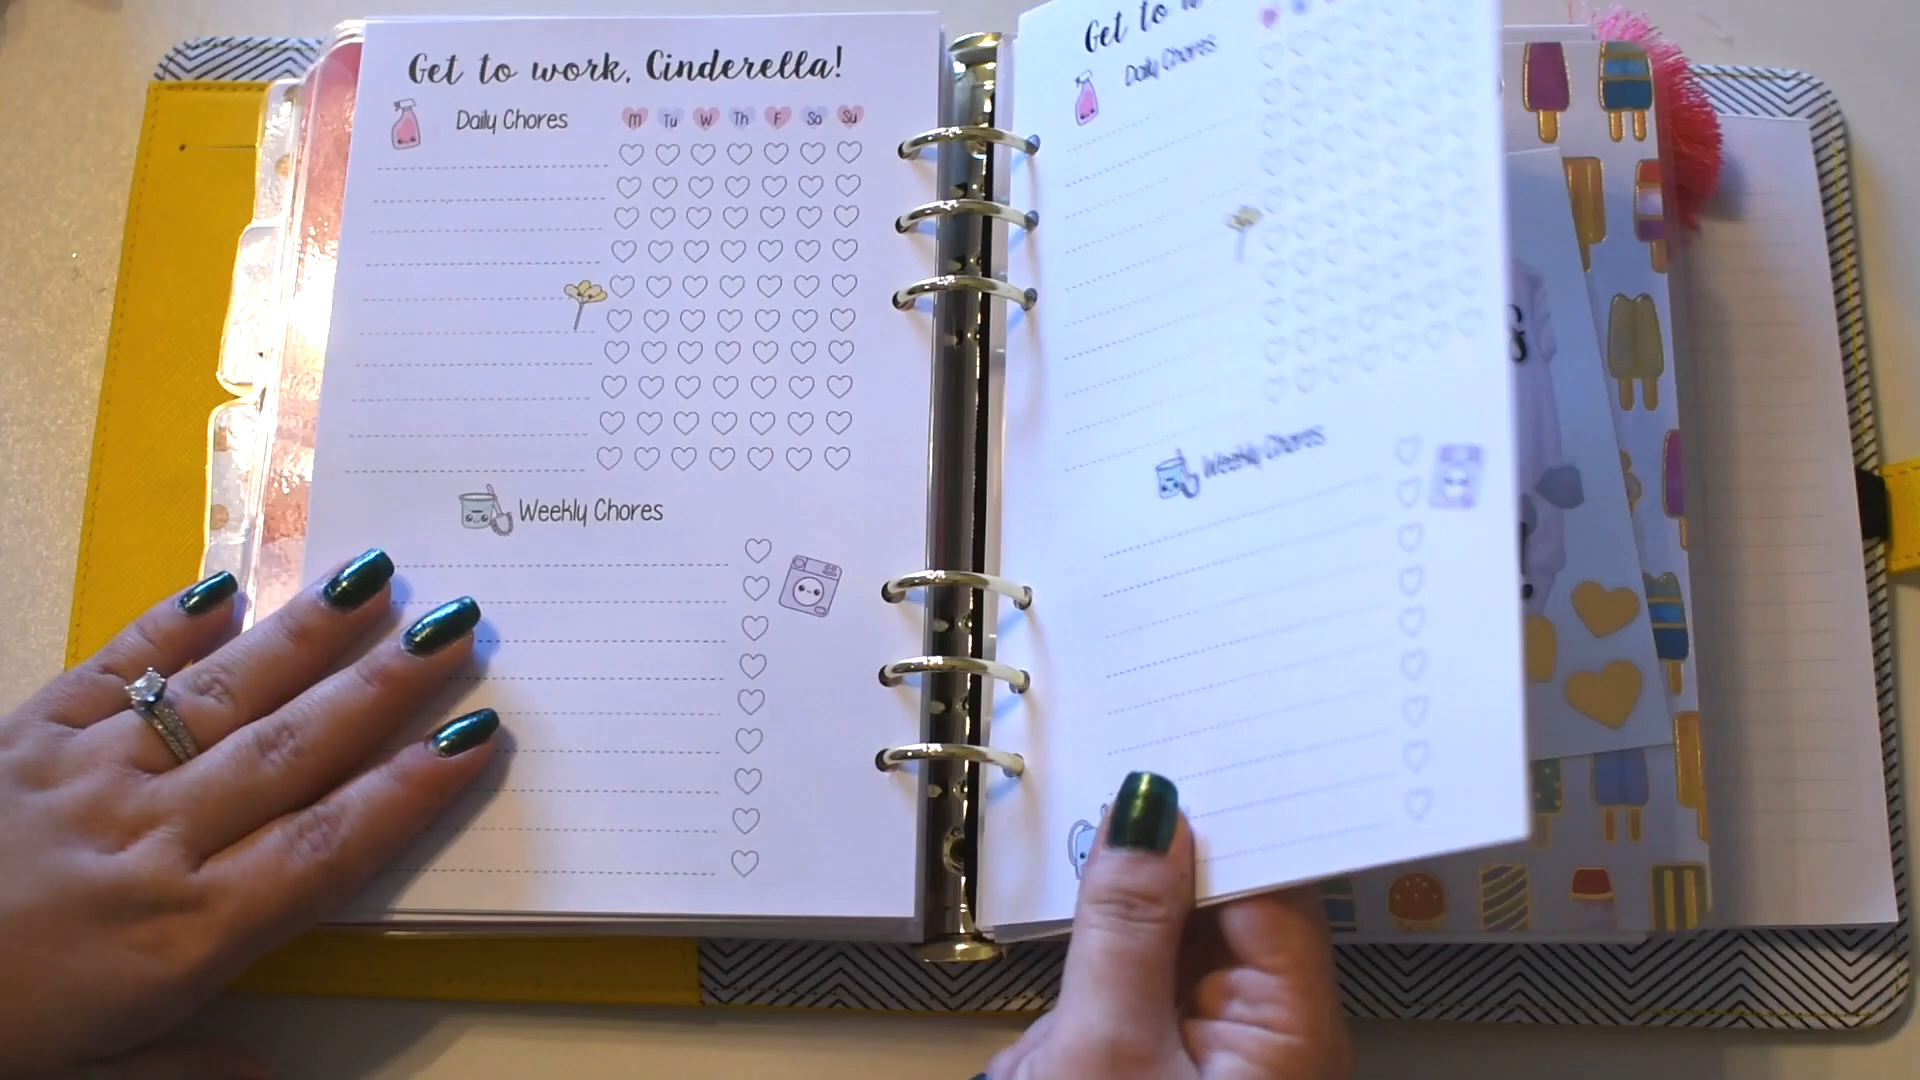 Get to work, Cinderella!
Daily Chores
M Tu W Th F Sa Su
Weekly Chores
Get to
Daily Chores
Weekly Chores